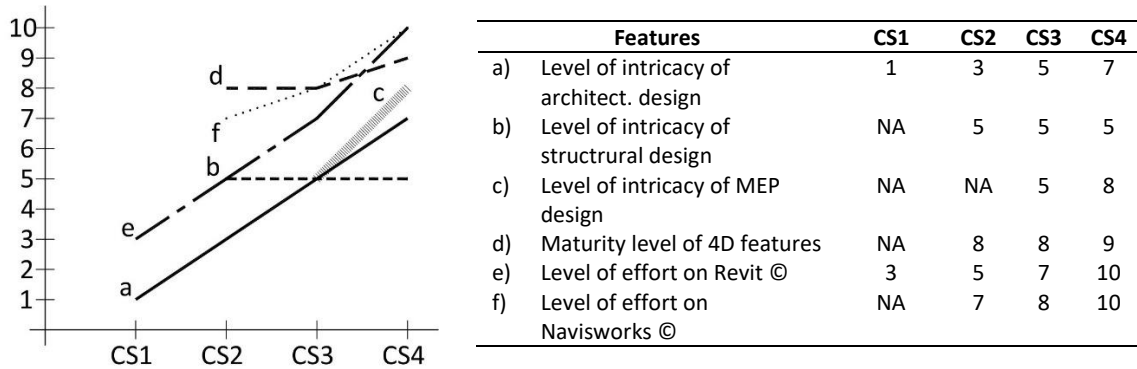 10
9
8
7
6
5
4
3
2
1
d
c
f
b
e
a
CS1 CS2 CS3 CS4
Features CS1 CS2 CS3 CS4
a) Level of intricacy of 1 3 5 7
architect. design
b) Level of intricacy of NA 5 5 5
structrural design
c) Level of intricacy of MEP NA NA 5 8
design
d) Maturity level of 4D features NA 8 8 9
e) Level of effort on Revit © 3 5 7 10
f) Level of effort on NA 7 8 10
Navisworks ©